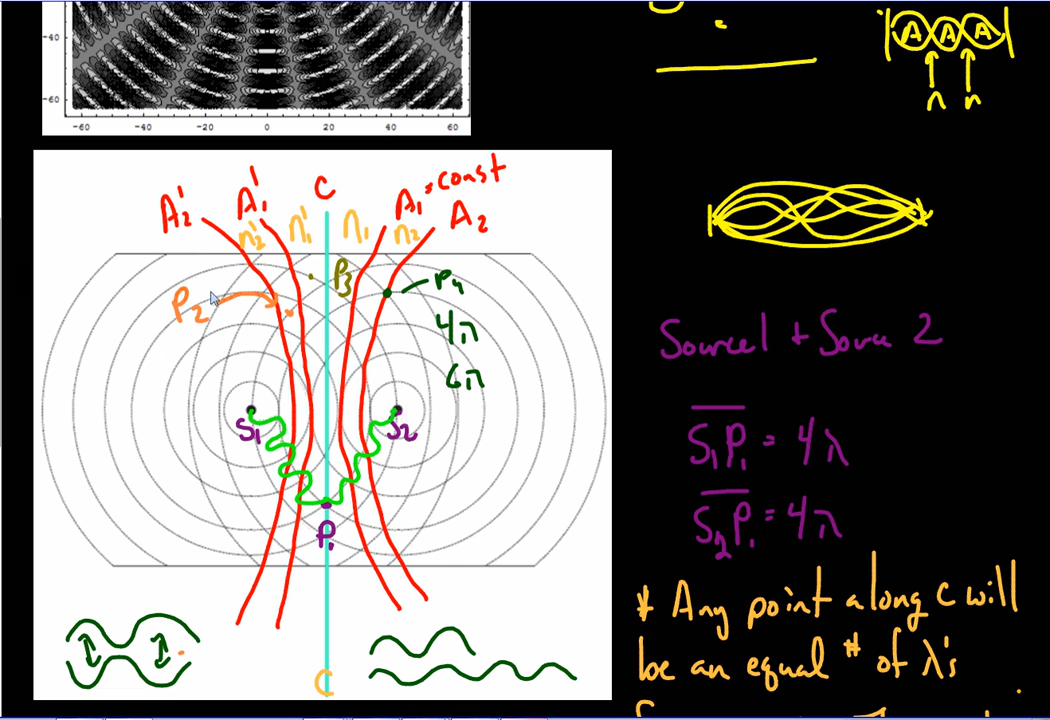 -40
-60
-60 -40 -20 0 20 40 60
A A A
n n
C
A₂' A₁' A₁ = const
A₂
n₂' n₁' n₁ n₂
P₃
P₄
P₂
4λ
6λ
S₁ S₂
P₁
C
Source 1 + Sourc 2
S₁P₁ = 4λ
S₂P₁ = 4λ
* Any point along C will
be an equal # of λ's